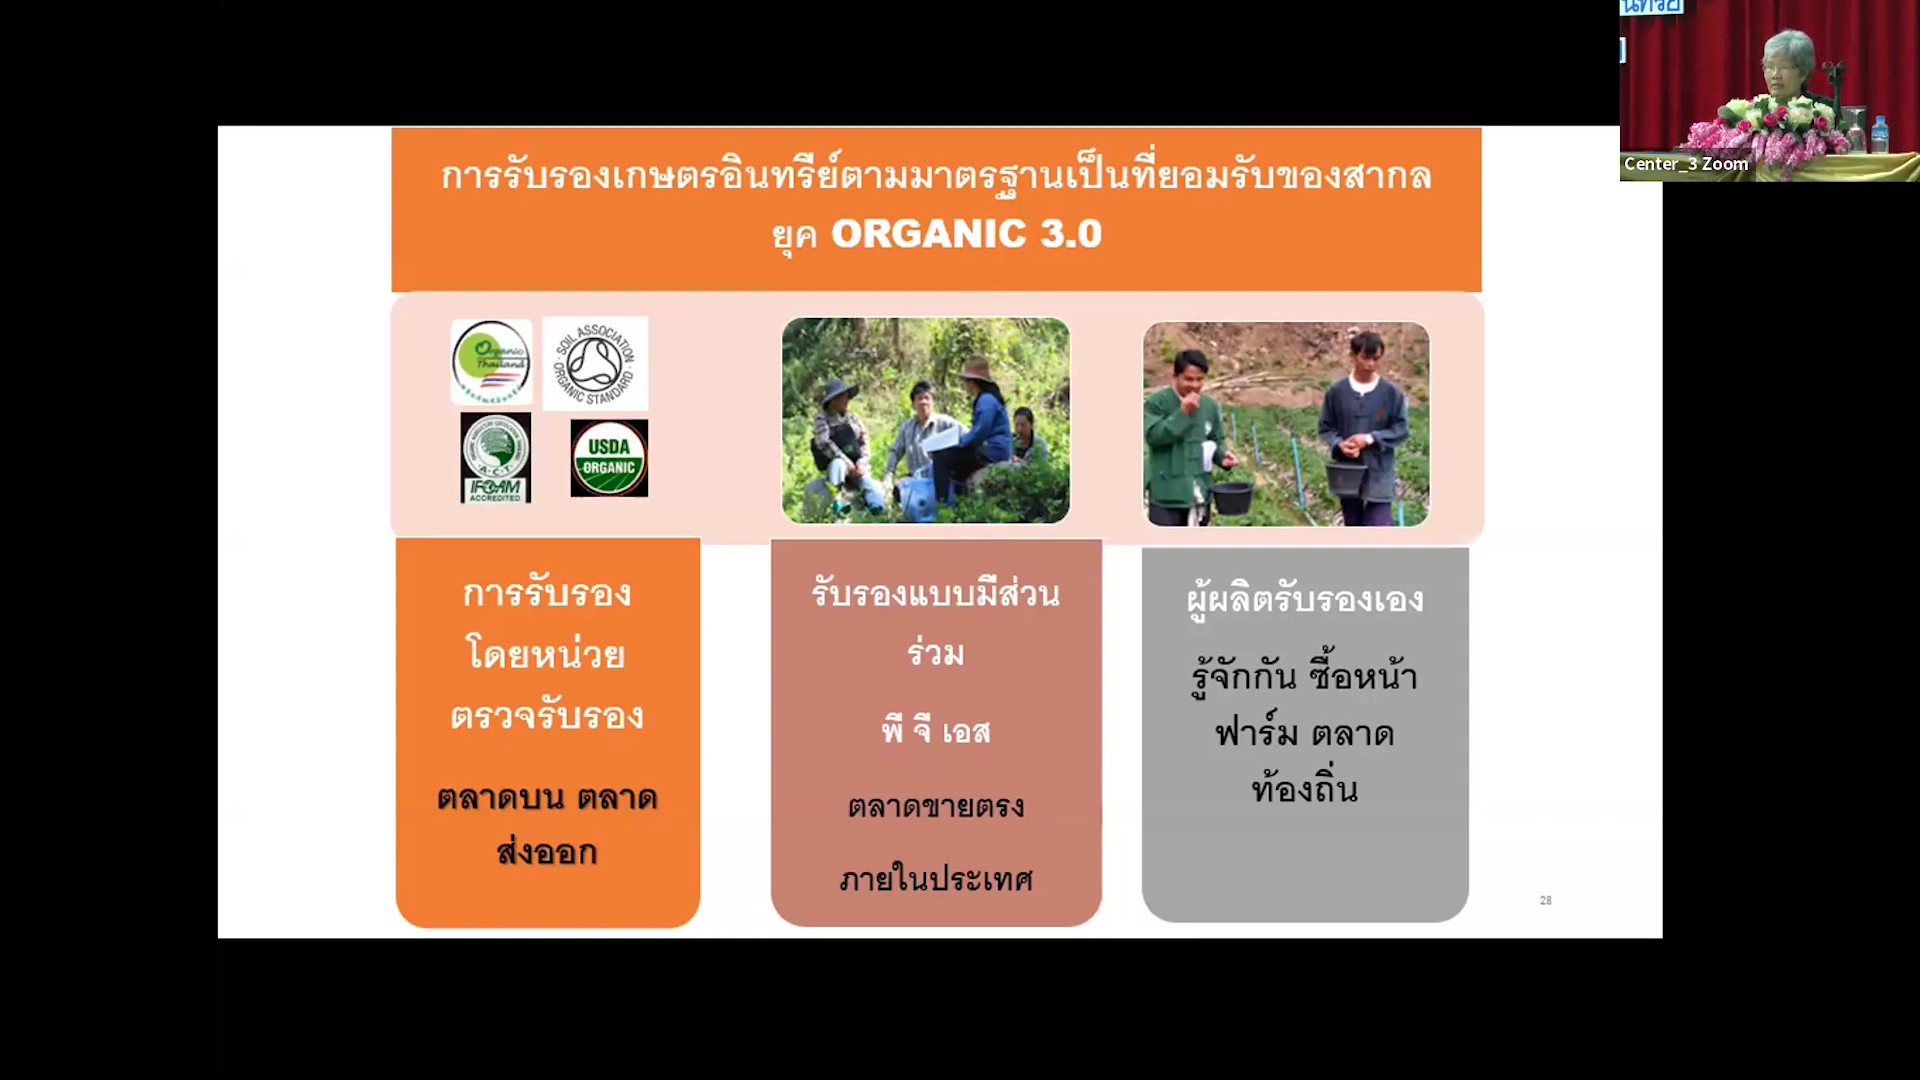 การรับรองเกษตรอินทรีย์ตามมาตรฐานเป็นที่ยอมรับของสากล
ยุค ORGANIC 3.0
Organic
Thailand
SOIL ASSOCIATION
ORGANIC STANDARD
A.C.T.
IFOAM
ACCREDITED
USDA
ORGANIC
การรับรอง
โดยหน่วย
ตรวจรับรอง
ตลาดบน ตลาด
ส่งออก
รับรองแบบมีส่วน
ร่วม
พี จี เอส
ตลาดขายตรง
ภายในประเทศ
ผู้ผลิตรับรองเอง
รู้จักกัน ซื้อหน้า
ฟาร์ม ตลาด
ท้องถิ่น
28
Center_3 Zoom